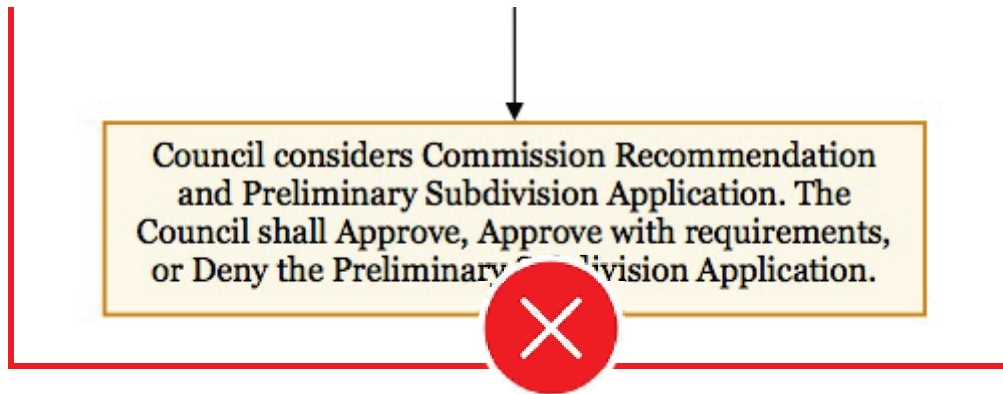 Council considers Commission Recommendation
and Preliminary Subdivision Application. The
Council shall Approve, Approve with requirements,
or Deny the Preliminary Subdivision Application.